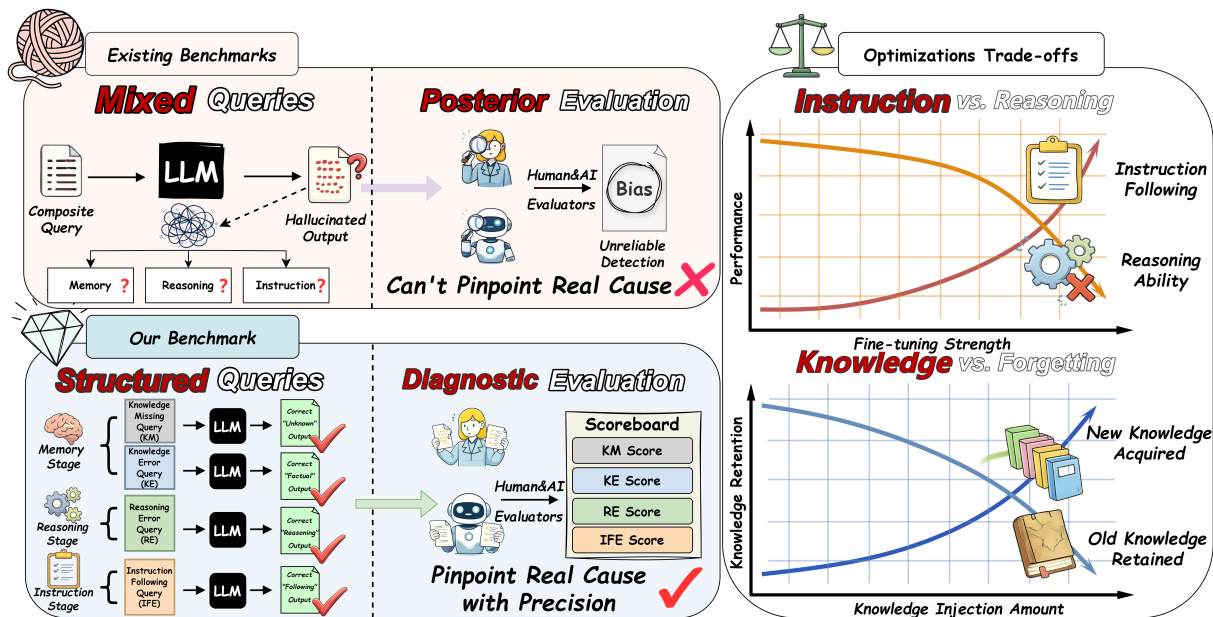 Existing Benchmarks
Mixed Queries
Composite
Query
LLM
?
Hallucinated
Output
Memory ?
Reasoning ?
Instruction ?
Posterior Evaluation
Human&AI
Evaluators
Bias
Unreliable
Detection
Can't Pinpoint Real Cause
Our Benchmark
Structured Queries
Memory
Stage
Knowledge
Missing
Query
(KM)
LLM
Correct
"Unknown"
Output
Knowledge
Error
Query
(KE)
LLM
Correct
"Factual"
Output
Reasoning
Stage
Reasoning
Error
Query
(RE)
LLM
Correct
"Reasoning"
Output
Instruction
Stage
Instruction
Following
Query
(IFE)
LLM
Correct
"Following"
Output
Diagnostic Evaluation
Human&AI
Evaluators
Scoreboard
KM Score
KE Score
RE Score
IFE Score
Pinpoint Real Cause
with Precision
Optimizations Trade-offs
Instruction vs. Reasoning
Performance
Instruction
Following
Reasoning
Ability
Fine-tuning Strength
Knowledge vs. Forgetting
Knowledge Retention
New Knowledge
Acquired
Old Knowledge
Retained
Knowledge Injection Amount